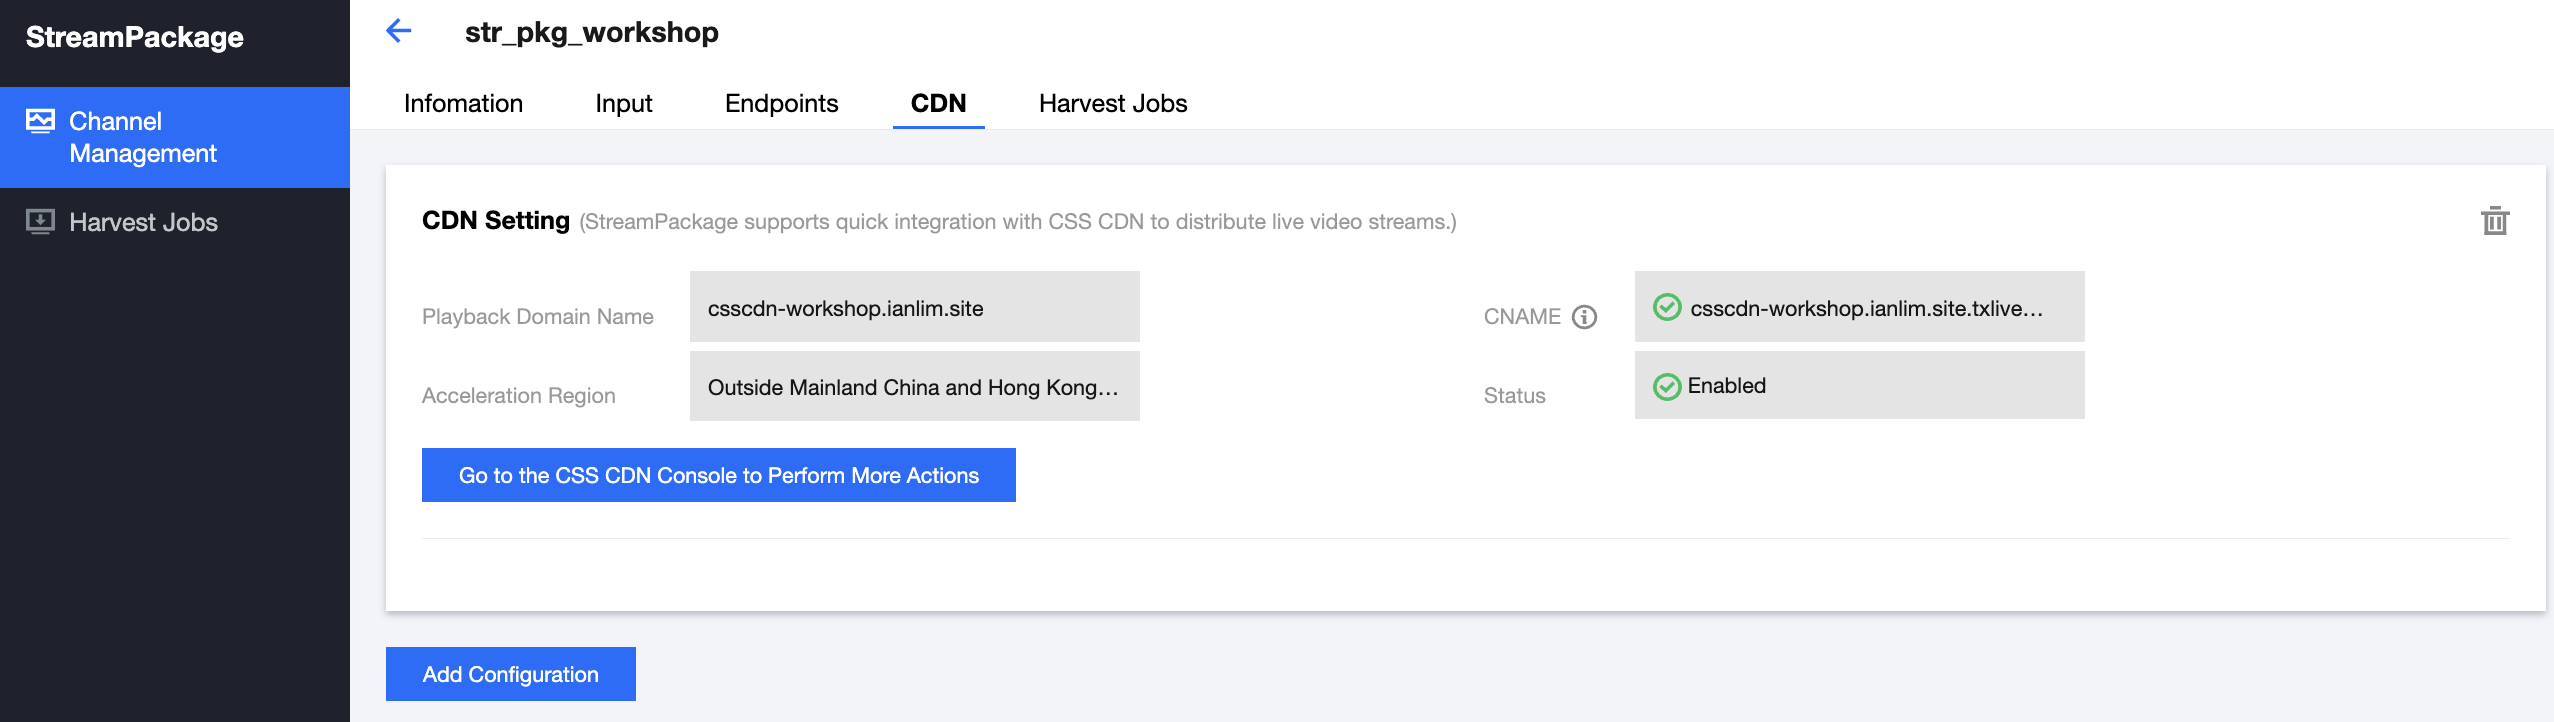 StreamPackage
str_pkg_workshop
Infomation
Input
Endpoints
CDN
Harvest Jobs
Channel
Management
Harvest Jobs
CDN Setting (StreamPackage supports quick integration with CSS CDN to distribute live video streams.)
Playback Domain Name
csscdn-workshop.ianlim.site
CNAME
csscdn-workshop.ianlim.site.txlive...
Acceleration Region
Outside Mainland China and Hong Kong...
Status
Enabled
Go to the CSS CDN Console to Perform More Actions
Add Configuration